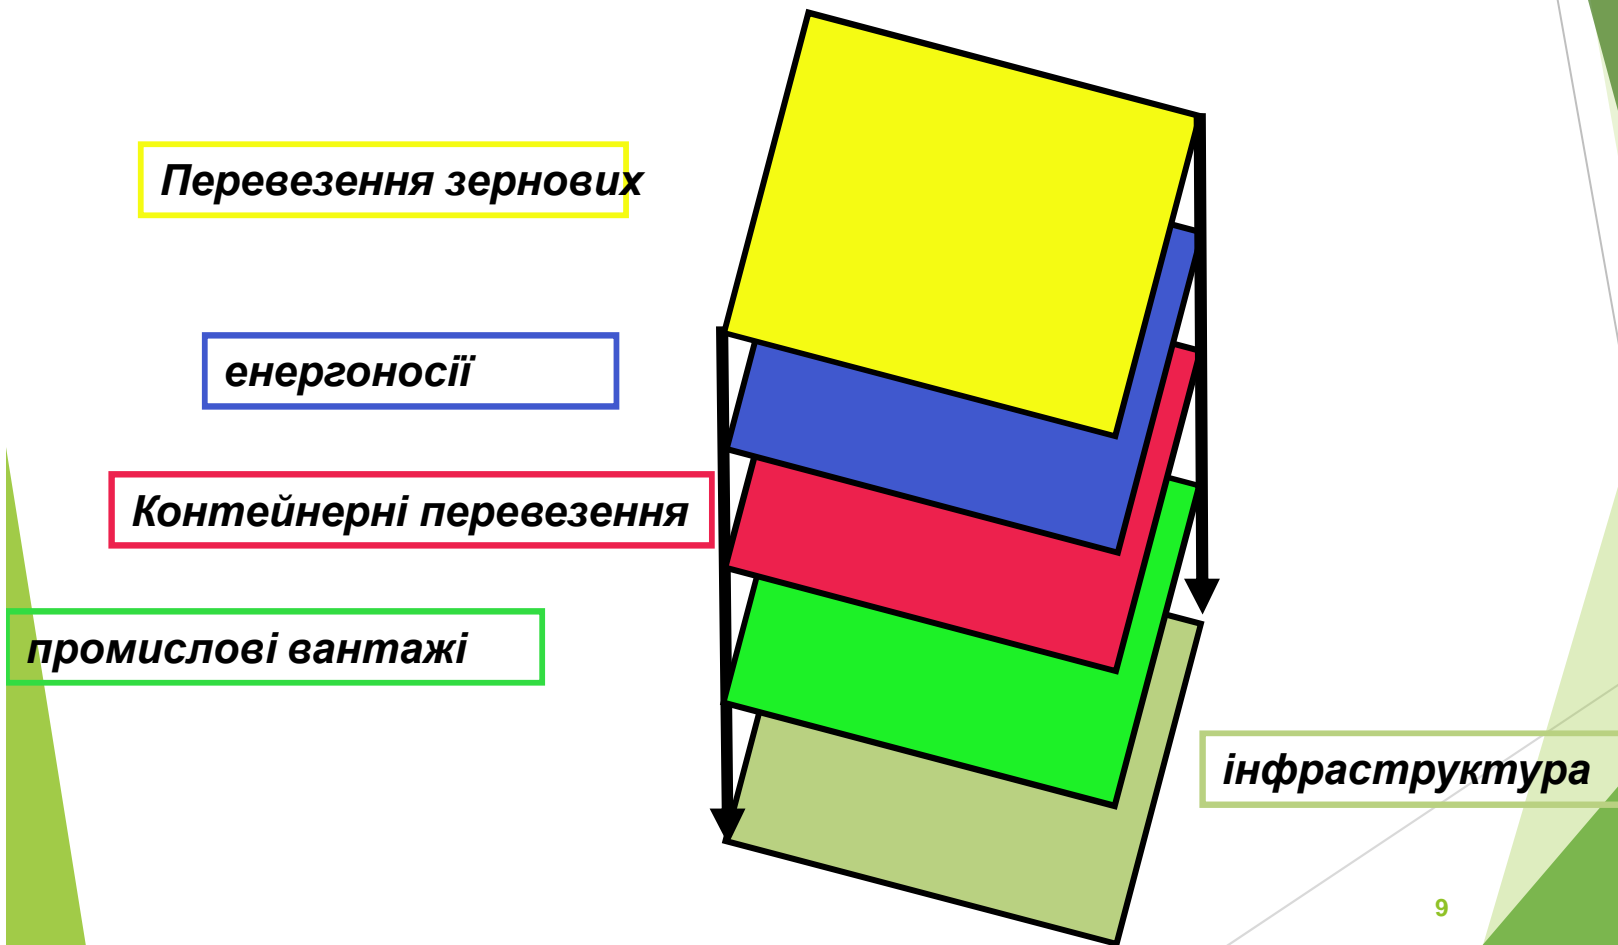 Перевезення зернових
енергоносії
Контейнерні перевезення
промислові вантажі
інфраструктура
9